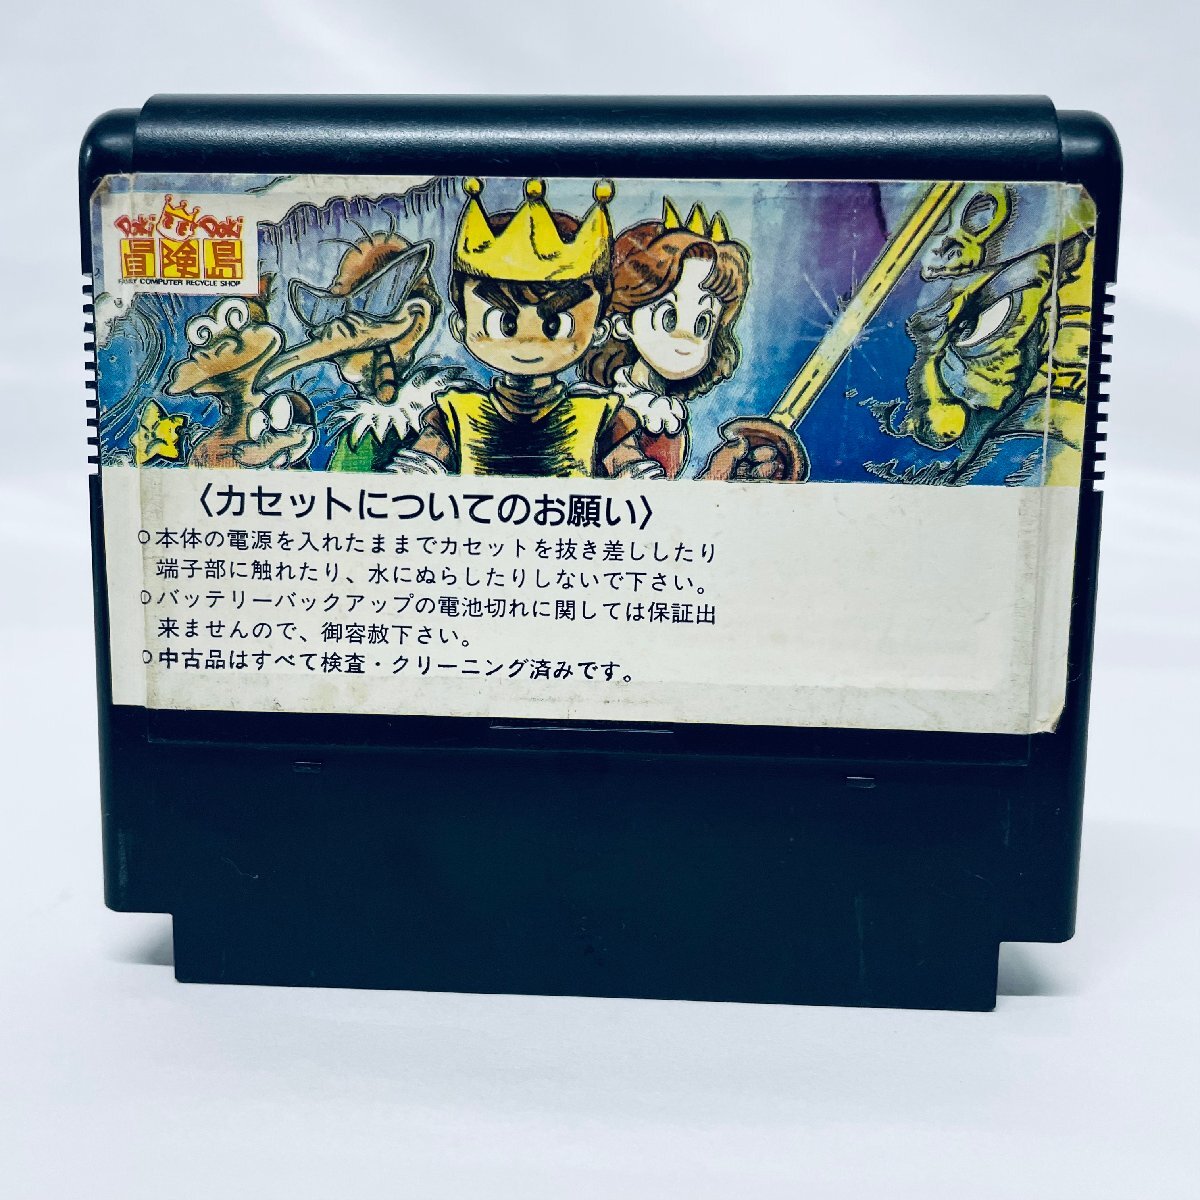 Doki Doki
冒険島
FAMILY COMPUTER RECYCLE SHOP
〈カセットについてのお願い〉
○本体の電源を入れたままでカセットを抜き差ししたり
端子部に触れたり、水にぬらしたりしないで下さい。
○バッテリーバックアップの電池切れに関しては保証出
来ませんので、御容赦下さい。
○中古品はすべて検査・クリーニング済みです。